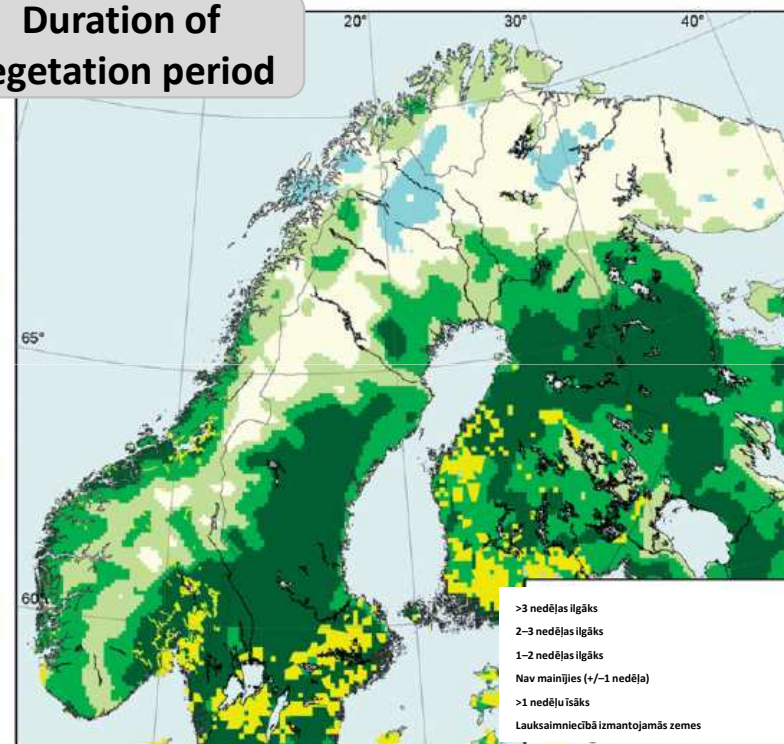 Duration of
egetation period
20°
30°
40°
65°
60°
>3 nedēļas ilgāks
2–3 nedēļas ilgāks
1–2 nedēļas ilgāks
Nav mainījies (+/–1 nedēļa)
>1 nedēļu īsāks
Lauksaimniecībā izmantojamās zemes